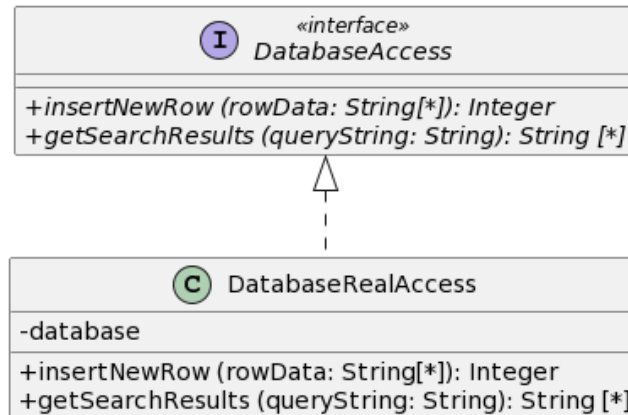 «interface»
I DatabaseAccess
+insertNewRow (rowData: String[*]): Integer
+getSearchResults (queryString: String): String [*]
C DatabaseRealAccess
-database
+insertNewRow (rowData: String[*]): Integer
+getSearchResults (queryString: String): String [*]